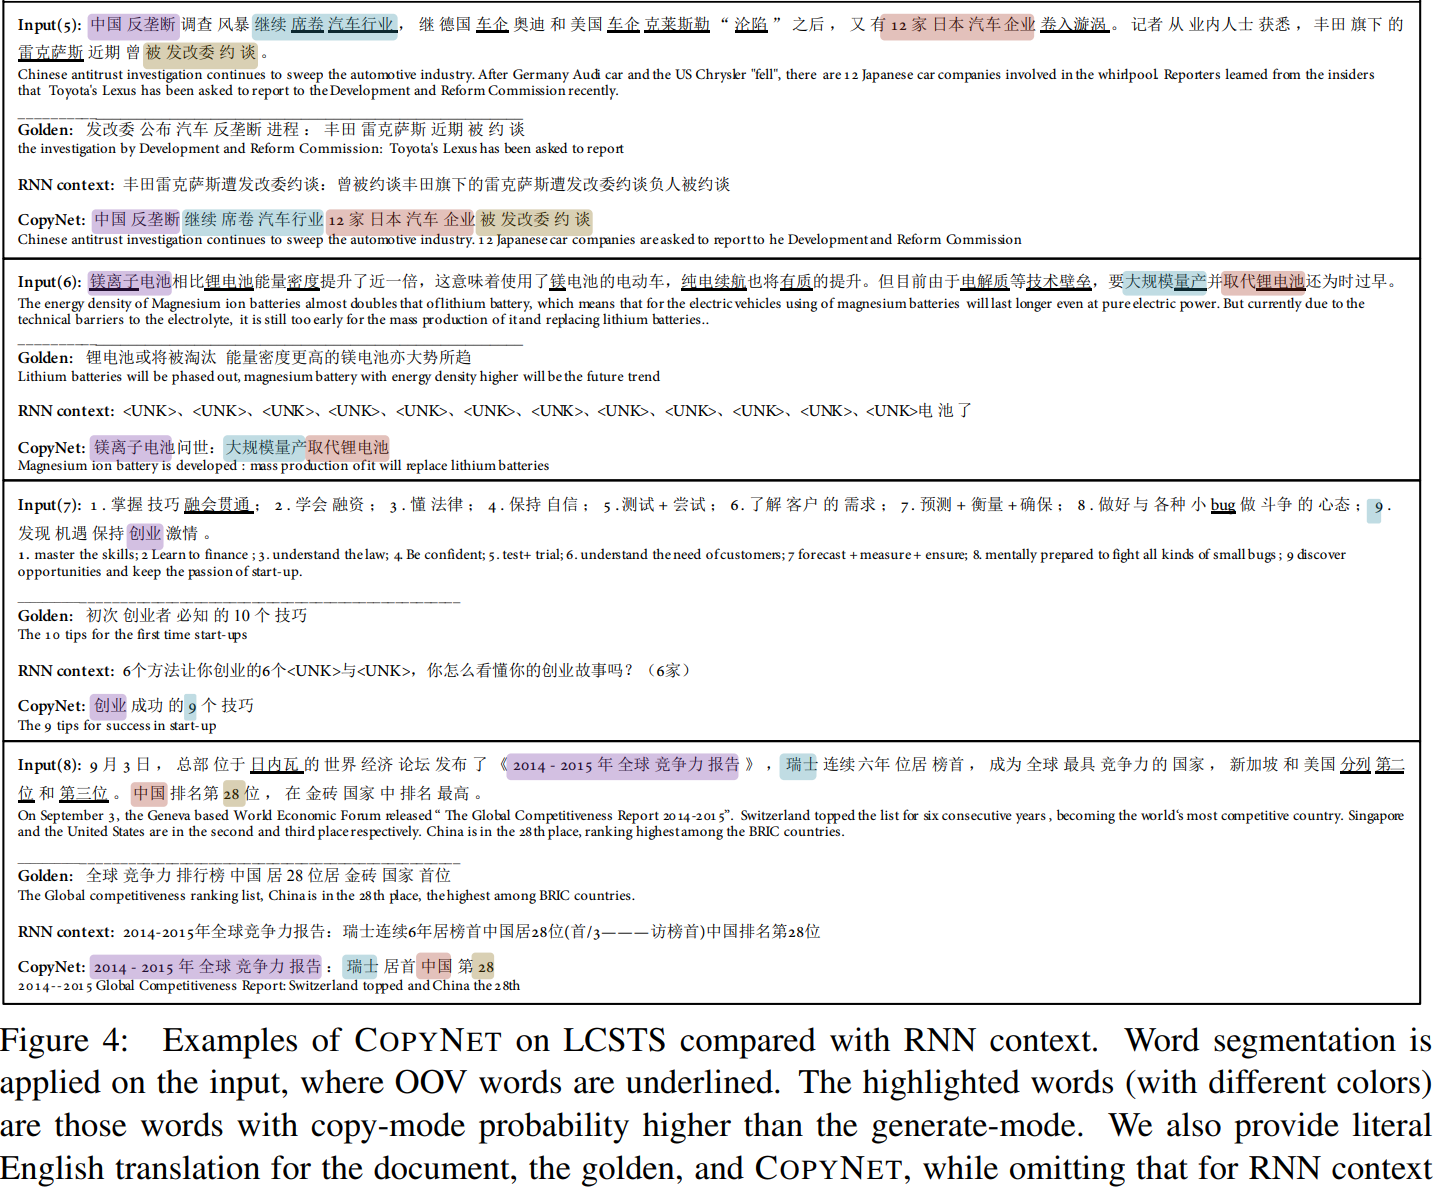 Input(5): 中国 反垄断 调查 风暴 继续 席卷 汽车行业 ， 继 德国 车企 奥迪 和 美国 车企 克莱斯勒 “ 沦陷 ” 之后 ， 又 有 12 家 日本 汽车 企业 卷入漩涡 。 记者 从 业内人士 获悉 ， 丰田 旗下 的
雷克萨斯 近期 曾 被 发改委 约 谈 。
Chinese antitrust investigation continues to sweep the automotive industry. After Germany Audi car and the US Chrysler "fell", there are 12 Japanese car companies involved in the whirlpool. Reporters learned from the insiders
that Toyota's Lexus has been asked to report to the Development and Reform Commission recently.
Golden: 发改委 公布 汽车 反垄断 进程 ： 丰田 雷克萨斯 近期 被 约 谈
the investigation by Development and Reform Commission: Toyota's Lexus has been asked to report
RNN context: 丰田雷克萨斯遭发改委约谈：曾被约谈丰田旗下的雷克萨斯遭发改委约谈负人被约谈
CopyNet: 中国 反垄断 继续 席卷 汽车行业 12 家 日本 汽车 企业 被 发改委 约 谈
Chinese antitrust investigation continues to sweep the automotive industry. 12 Japanese car companies are asked to report to he Development and Reform Commission
Input(6): 镁离子电池相比锂电池能量密度提升了近一倍，这意味着使用了镁电池的电动车，纯电续航也将有质的提升。但目前由于电解质等技术壁垒，要大规模量产并取代锂电池还为时过早。
The energy density of Magnesium ion batteries almost doubles that of lithium battery, which means that for the electric vehicles using of magnesium batteries will last longer even at pure electric power. But currently due to the
technical barriers to the electrolyte, it is still too early for the mass production of it and replacing lithium batteries..
Golden: 锂电池或将被淘汰 能量密度更高的镁电池亦大势所趋
Lithium batteries will be phased out, magnesium battery with energy density higher will be the future trend
RNN context: <UNK>、<UNK>、<UNK>、<UNK>、<UNK>、<UNK>、<UNK>、<UNK>、<UNK>、<UNK>、<UNK>、<UNK>电 池 了
CopyNet: 镁离子电池问世：大规模量产取代锂电池
Magnesium ion battery is developed : mass production of it will replace lithium batteries
Input(7): 1 . 掌握 技巧 融会贯通 ； 2 . 学会 融资 ； 3 . 懂 法律 ； 4 . 保持 自信 ； 5 . 测试 + 尝试 ； 6 . 了解 客户 的 需求 ； 7 . 预测 + 衡量 + 确保 ； 8 . 做好 与 各种 小 bug 做 斗争 的 心态 ； 9 .
发现 机遇 保持 创业 激情 。
1. master the skills; 2 Learn to finance ; 3. understand the law; 4. Be confident; 5. test+ trial; 6. understand the need of customers; 7 forecast + measure + ensure; 8. mentally prepared to fight all kinds of small bugs ; 9 discover
opportunities and keep the passion of start-up.
Golden: 初次 创业者 必知 的 10 个 技巧
The 10 tips for the first time start-ups
RNN context: 6个方法让你创业的6个<UNK>与<UNK>，你怎么看懂你的创业故事吗？（6家）
CopyNet: 创业 成功 的 9 个 技巧
The 9 tips for success in start-up
Input(8): 9 月 3 日 ， 总部 位于 日内瓦 的 世界 经济 论坛 发布 了 《 2014 - 2015 年 全球 竞争力 报告 》 ， 瑞士 连续 六年 位居 榜首 ， 成为 全球 最具 竞争力 的 国家 ， 新加坡 和 美国 分列 第二
位 和 第三位 。 中国 排名第 28 位 ， 在 金砖 国家 中 排名 最高 。
On September 3, the Geneva based World Economic Forum released “ The Global Competitiveness Report 2014-2015”. Switzerland topped the list for six consecutive years , becoming the world's most competitive country. Singapore
and the United States are in the second and third place respectively. China is in the 28th place, ranking highest among the BRIC countries.
Golden: 全球 竞争力 排行榜 中国 居 28 位居 金砖 国家 首位
The Global competitiveness ranking list, China is in the 28th place, the highest among BRIC countries.
RNN context: 2014-2015年全球竞争力报告：瑞士连续6年居榜首中国居28位(首/3———访榜首)中国排名第28位
CopyNet: 2014 - 2015 年 全球 竞争力 报告 ： 瑞士 居首 中国 第 28
2014--2015 Global Competitiveness Report: Switzerland topped and China the 28th
Figure 4: Examples of COPYNET on LCSTS compared with RNN context. Word segmentation is
applied on the input, where OOV words are underlined. The highlighted words (with different colors)
are those words with copy-mode probability higher than the generate-mode. We also provide literal
English translation for the document, the golden, and COPYNET, while omitting that for RNN context